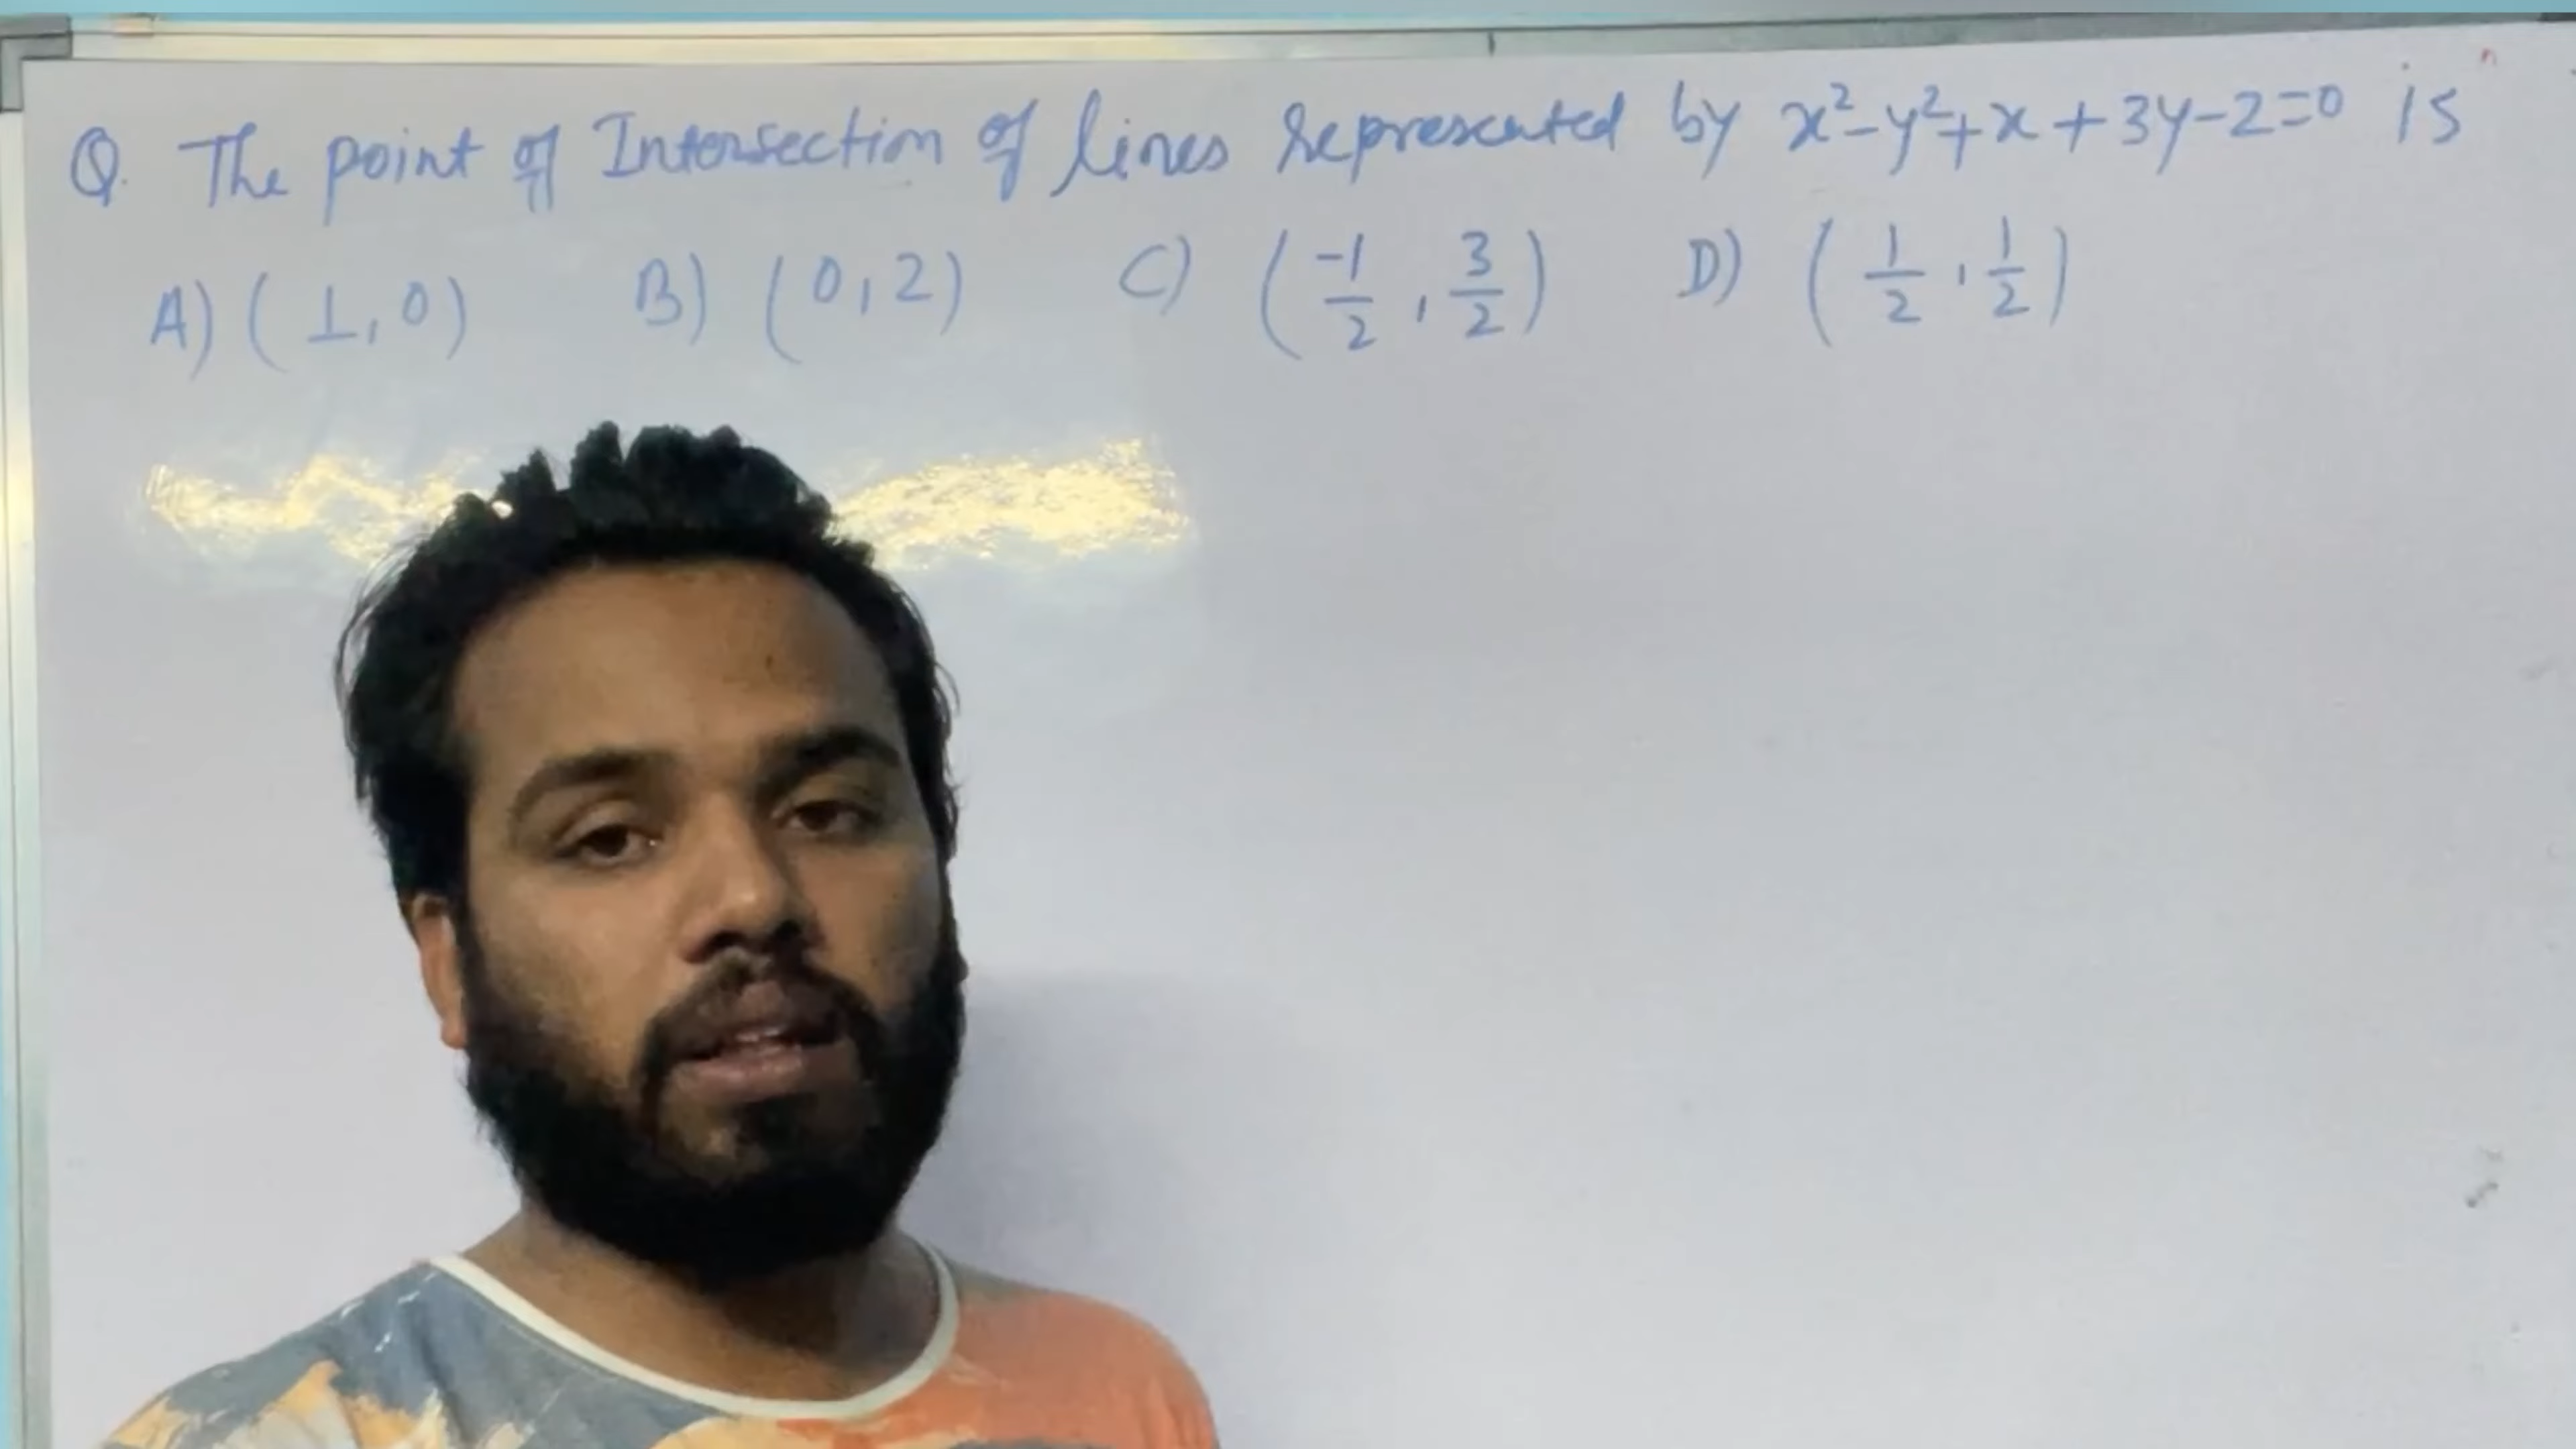 Q. The point of Intersection of lines represented by x²-y²+x+3y-2=0 is
A) (1,0) B) (0,2) C) (-1/2, 3/2) D) (1/2, 1/2)